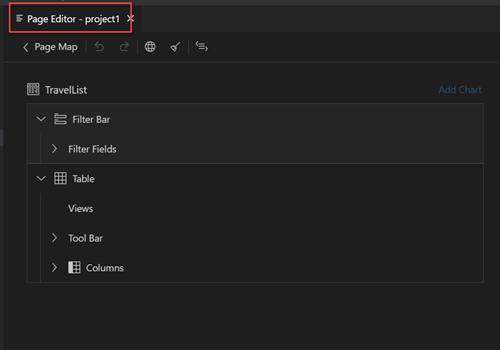 Page Editor - project1
Page Map
TravelList
Add Chart
Filter Bar
Filter Fields
Table
Views
Tool Bar
Columns